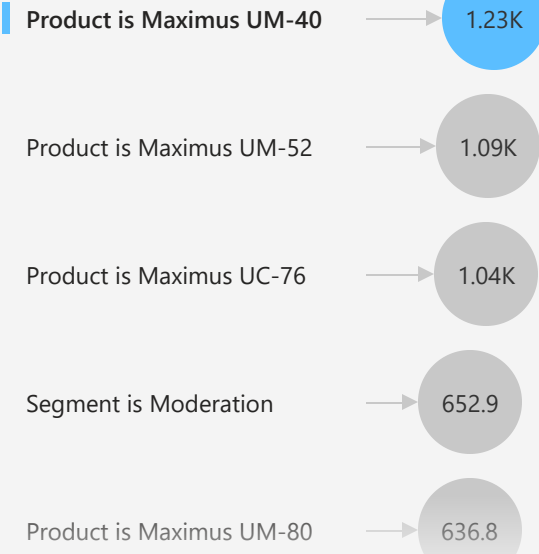 Product is Maximus UM-40 1.23K
Product is Maximus UM-52 1.09K
Product is Maximus UC-76 1.04K
Segment is Moderation 652.9
Product is Maximus UM-80 636.8